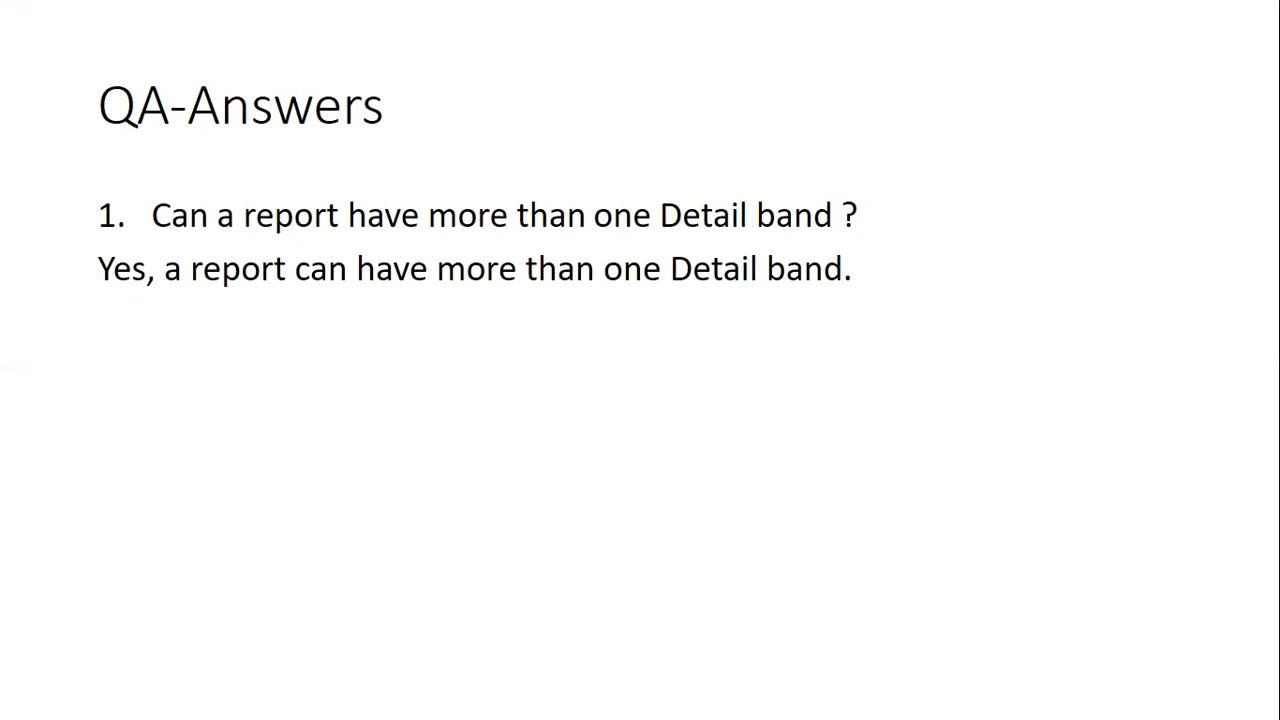 QA-Answers
1. Can a report have more than one Detail band ?
Yes, a report can have more than one Detail band.